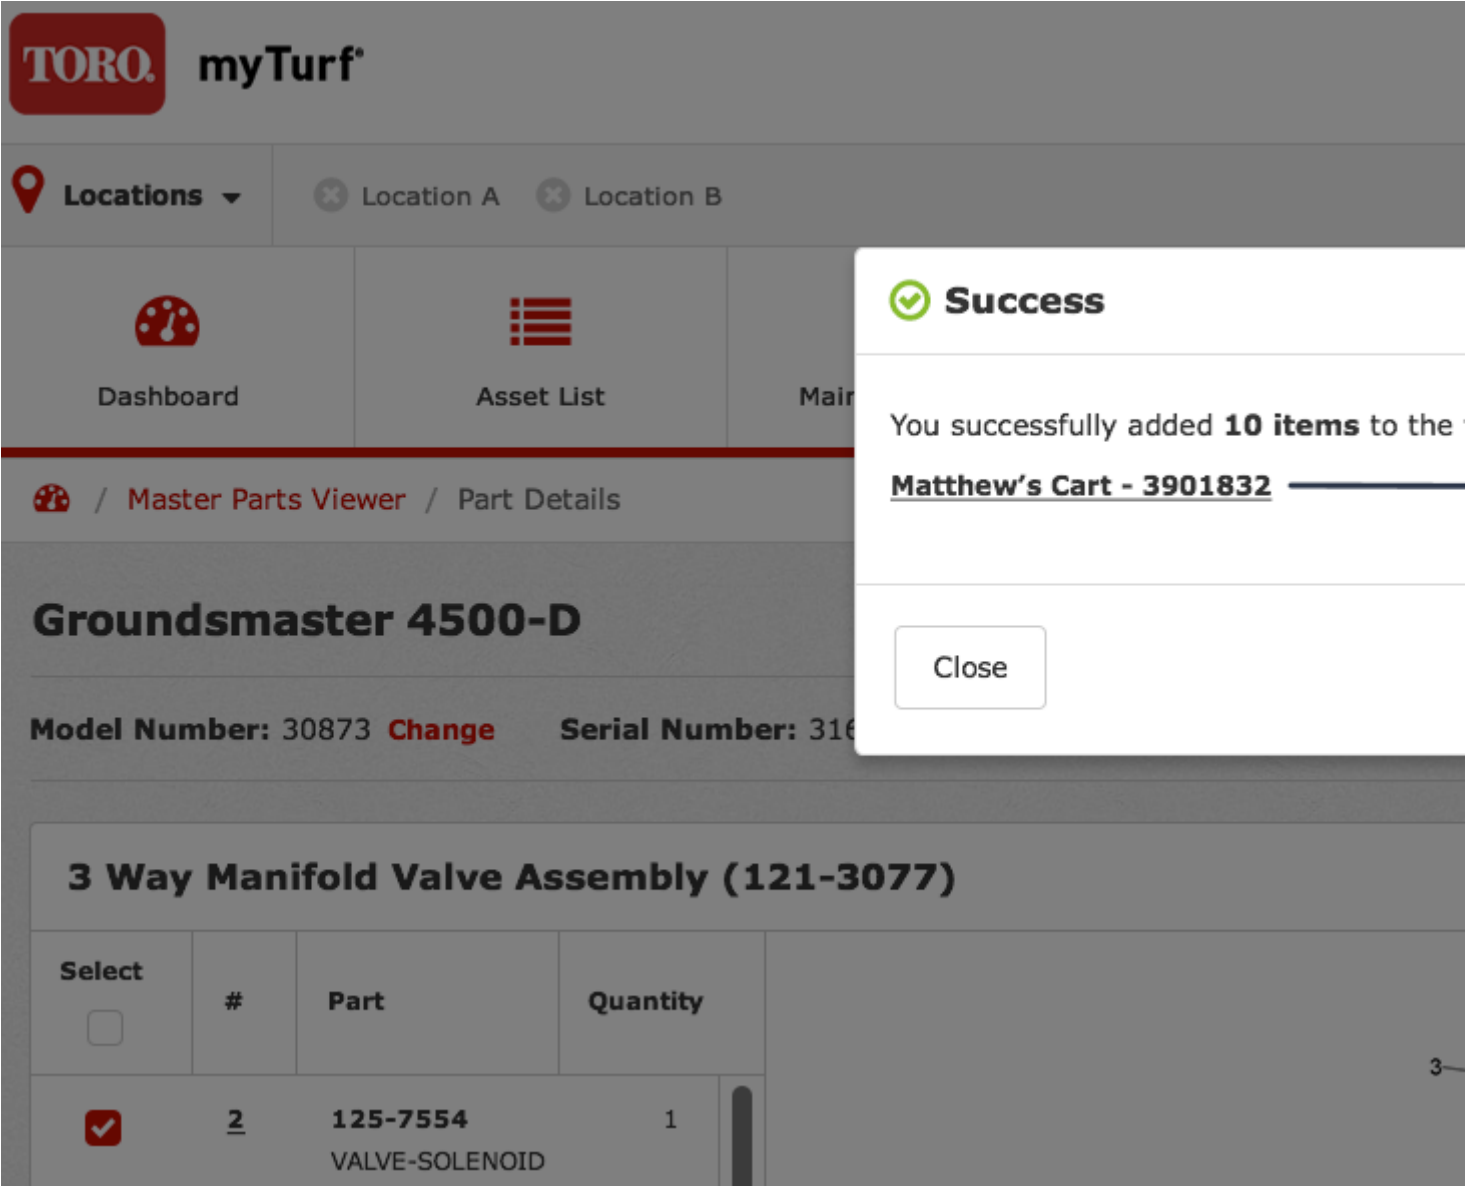 TORO. myTurf
Locations
Location A
Location B
Dashboard
Asset List
Success
You successfully added 10 items to the
Matthew's Cart - 3901832
Close
/ Master Parts Viewer / Part Details
Groundsmaster 4500-D
Model Number: 30873 Change Serial Number: 316
3 Way Manifold Valve Assembly (121-3077)
Select # Part Quantity
3
2 125-7554 1
VALVE-SOLENOID